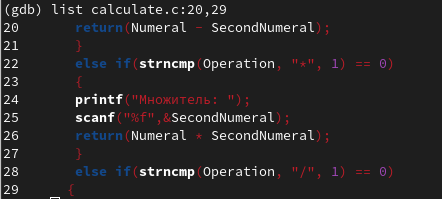 (gdb) list calculate.c:20,29
20 return(Numeral - SecondNumeral);
21 }
22 else if(strncmp(Operation, "*", 1) == 0)
23 {
24 printf("Множитель: ");
25 scanf("%f",&SecondNumeral);
26 return(Numeral * SecondNumeral);
27 }
28 else if(strncmp(Operation, "/", 1) == 0)
29 {